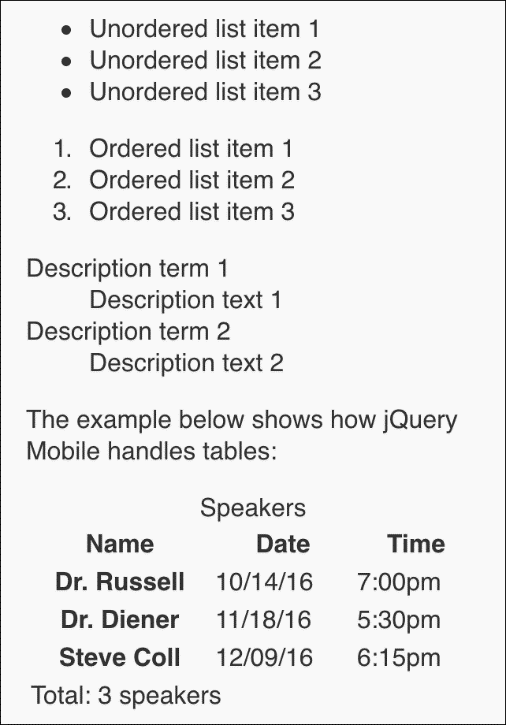 • Unordered list item 1
• Unordered list item 2
• Unordered list item 3
1. Ordered list item 1
2. Ordered list item 2
3. Ordered list item 3
Description term 1
Description text 1
Description term 2
Description text 2
The example below shows how jQuery
Mobile handles tables:
Speakers
Name Date Time
Dr. Russell 10/14/16 7:00pm
Dr. Diener 11/18/16 5:30pm
Steve Coll 12/09/16 6:15pm
Total: 3 speakers